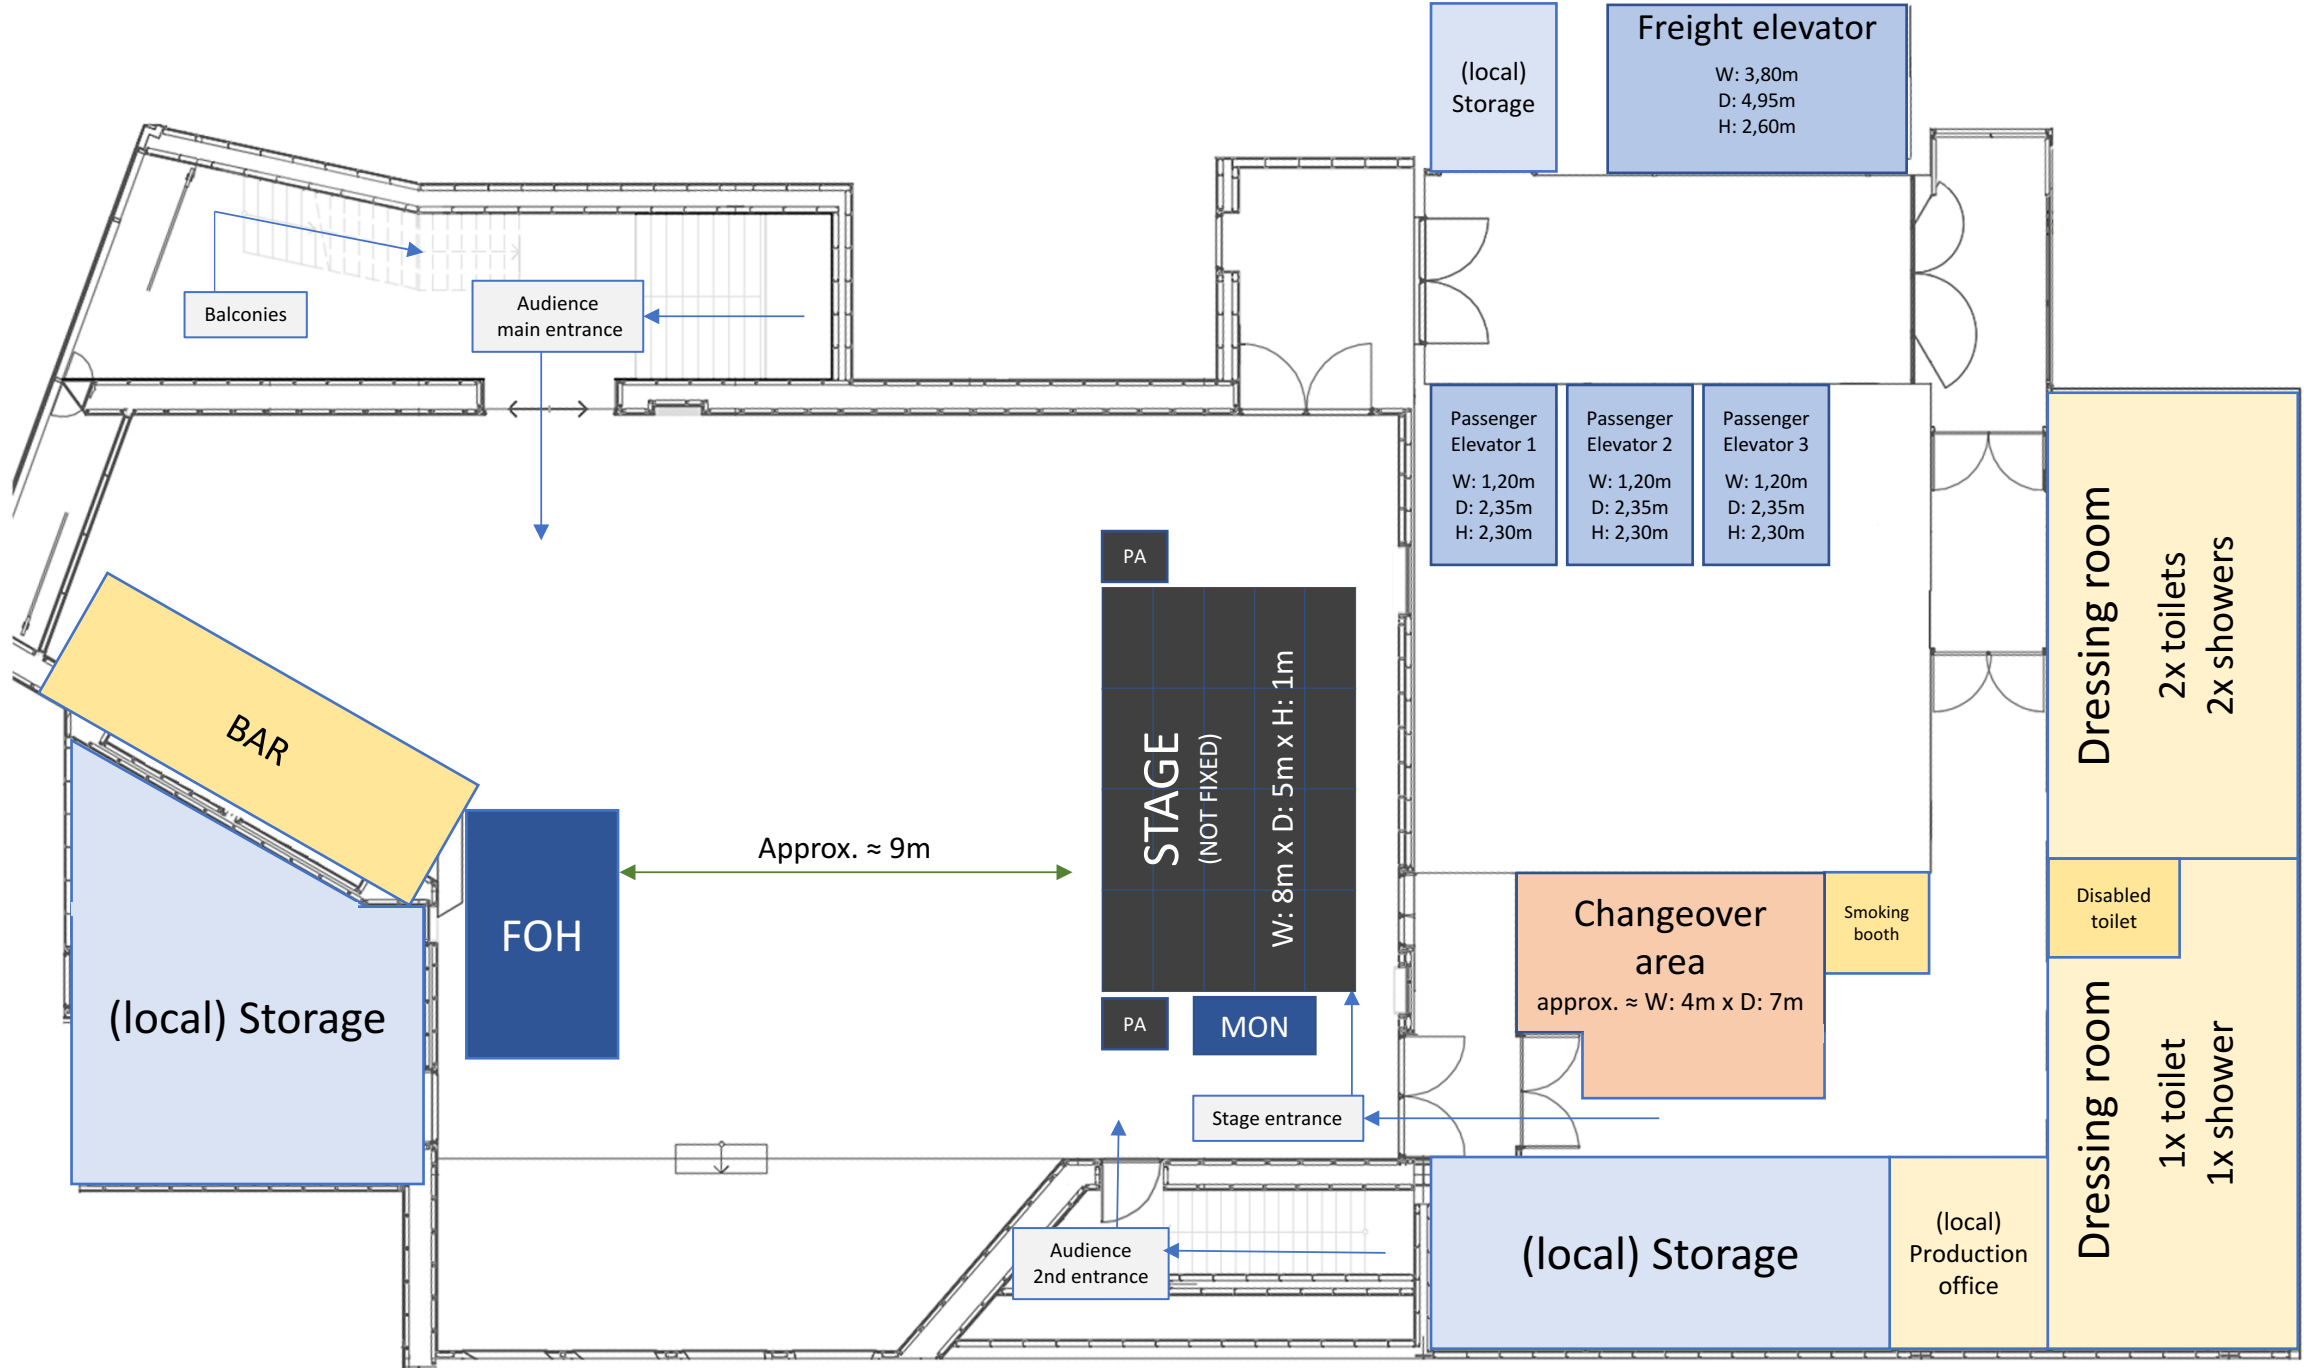 (local)
Storage
Freight elevator
W: 3,80m
D: 4,95m
H: 2,60m
Balconies
Audience
main entrance
Passenger
Elevator 1
W: 1,20m
D: 2,35m
H: 2,30m
Passenger
Elevator 2
W: 1,20m
D: 2,35m
H: 2,30m
Passenger
Elevator 3
W: 1,20m
D: 2,35m
H: 2,30m
Dressing room
2x toilets
2x showers
PA
BAR
STAGE
(NOT FIXED)
W: 8m x D: 5m x H: 1m
Approx. ≈ 9m
FOH
(local) Storage
PA
MON
Changeover
area
approx. ≈ W: 4m x D: 7m
Smoking
booth
Disabled
toilet
Dressing room
1x toilet
1x shower
Stage entrance
Audience
2nd entrance
(local) Storage
(local)
Production
office